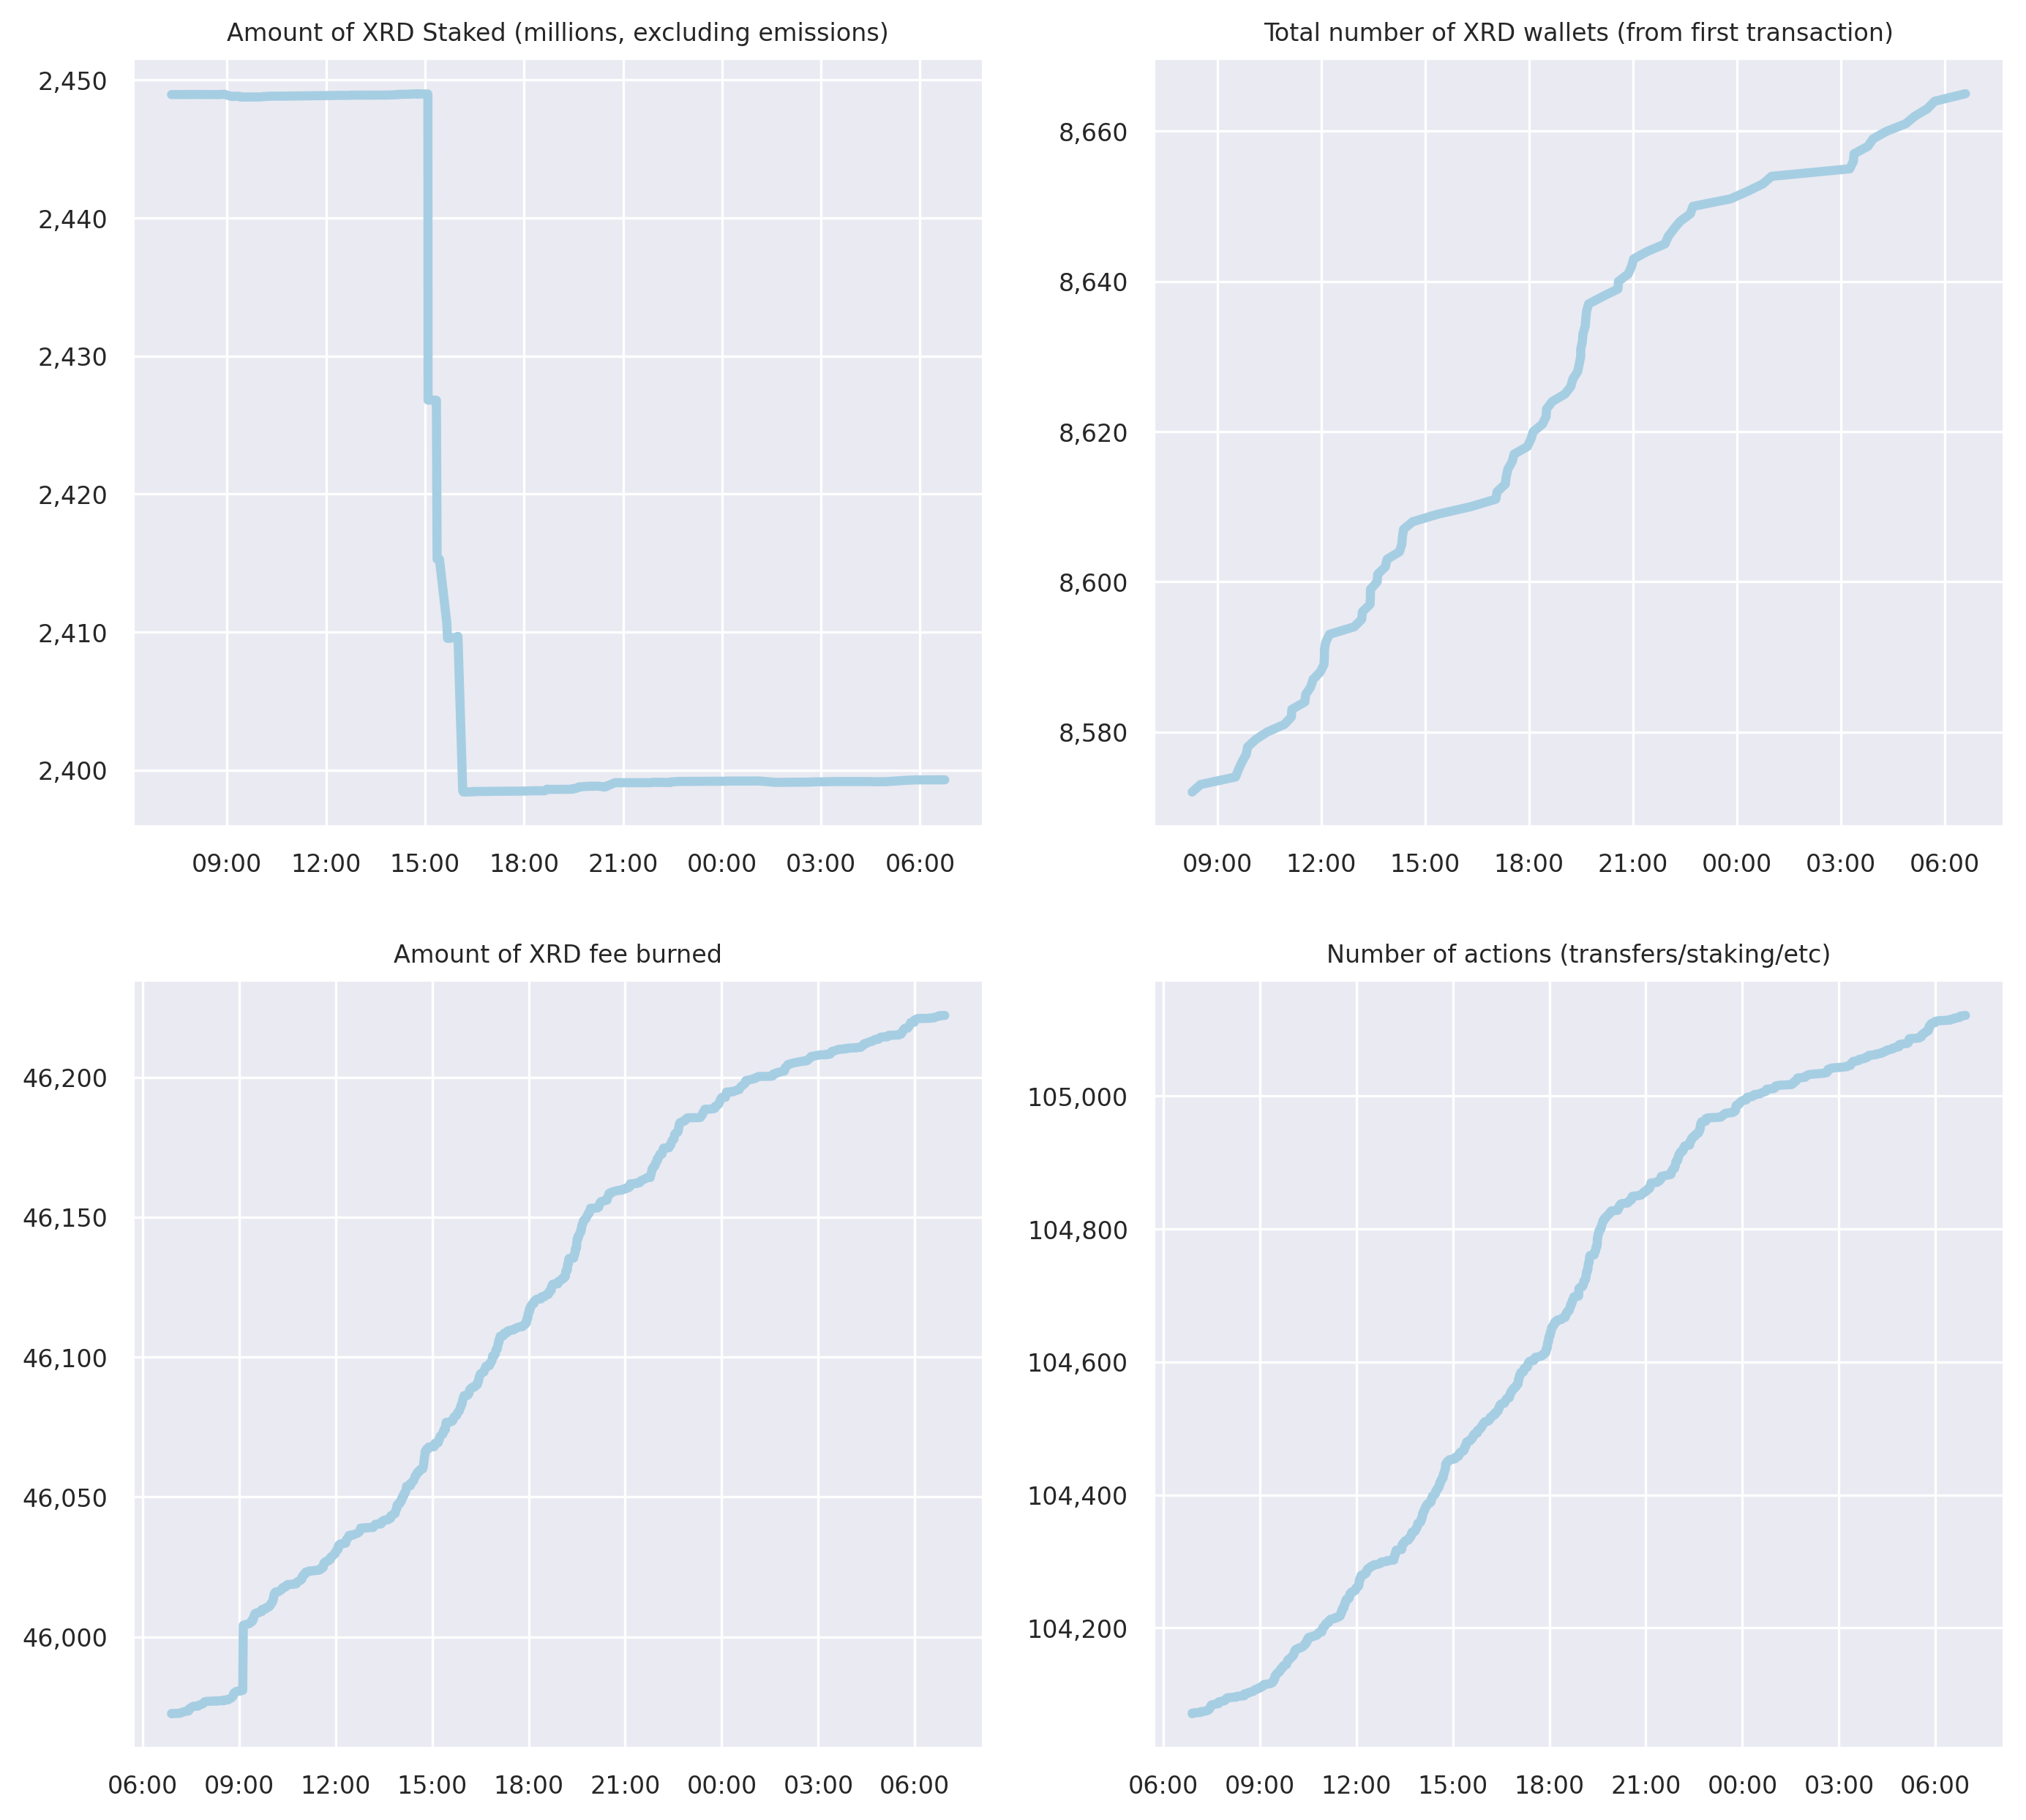 Amount of XRD Staked (millions, excluding emissions)
2,450
2,440
2,430
2,420
2,410
2,400
09:00 12:00 15:00 18:00 21:00 00:00 03:00 06:00
Total number of XRD wallets (from first transaction)
8,660
8,640
8,620
8,600
8,580
09:00 12:00 15:00 18:00 21:00 00:00 03:00 06:00
Amount of XRD fee burned
46,200
46,150
46,100
46,050
46,000
06:00 09:00 12:00 15:00 18:00 21:00 00:00 03:00 06:00
Number of actions (transfers/staking/etc)
105,000
104,800
104,600
104,400
104,200
06:00 09:00 12:00 15:00 18:00 21:00 00:00 03:00 06:00